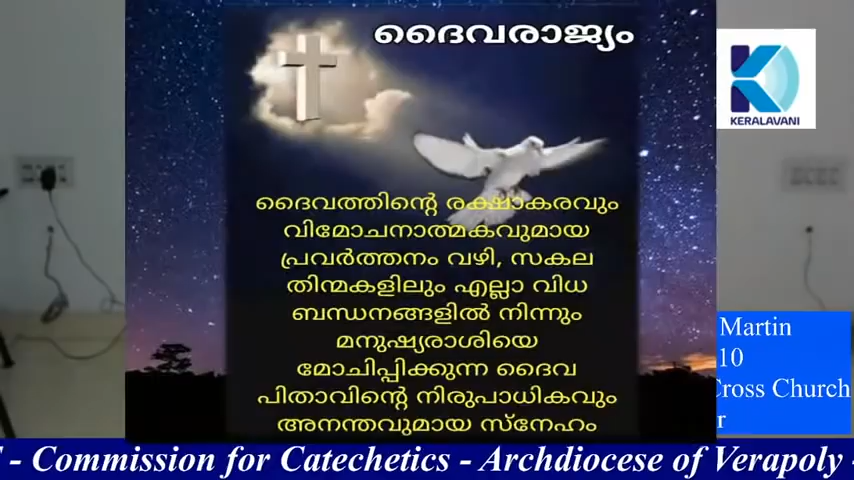 ദൈവരാജ്യം
KERALAVANI
ദൈവത്തിന്റെ രക്ഷാകരവും
വിമോചനാത്മകവുമായ
പ്രവർത്തനം വഴി, സകല
തിന്മകളിലും എല്ലാ വിധ
ബന്ധനങ്ങളിൽ നിന്നും
മനുഷ്യരാശിയെ
മോചിപ്പിക്കുന്ന ദൈവ
പിതാവിന്റെ നിരുപാധികവും
അനന്തവുമായ സ്നേഹം
Martin
10
Cross Church
r
- Commission for Catechetics - Archdiocese of Verapoly -